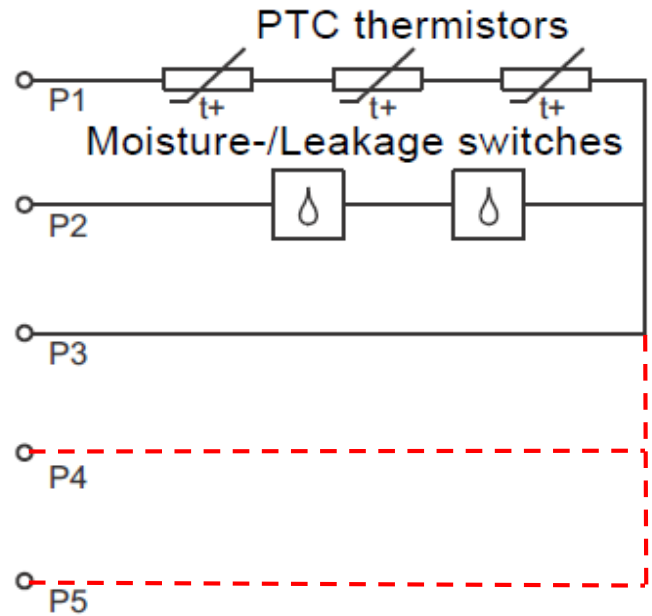 PTC thermistors
P1
t+ t+ t+
Moisture-/Leakage switches
P2
P3
P4
P5